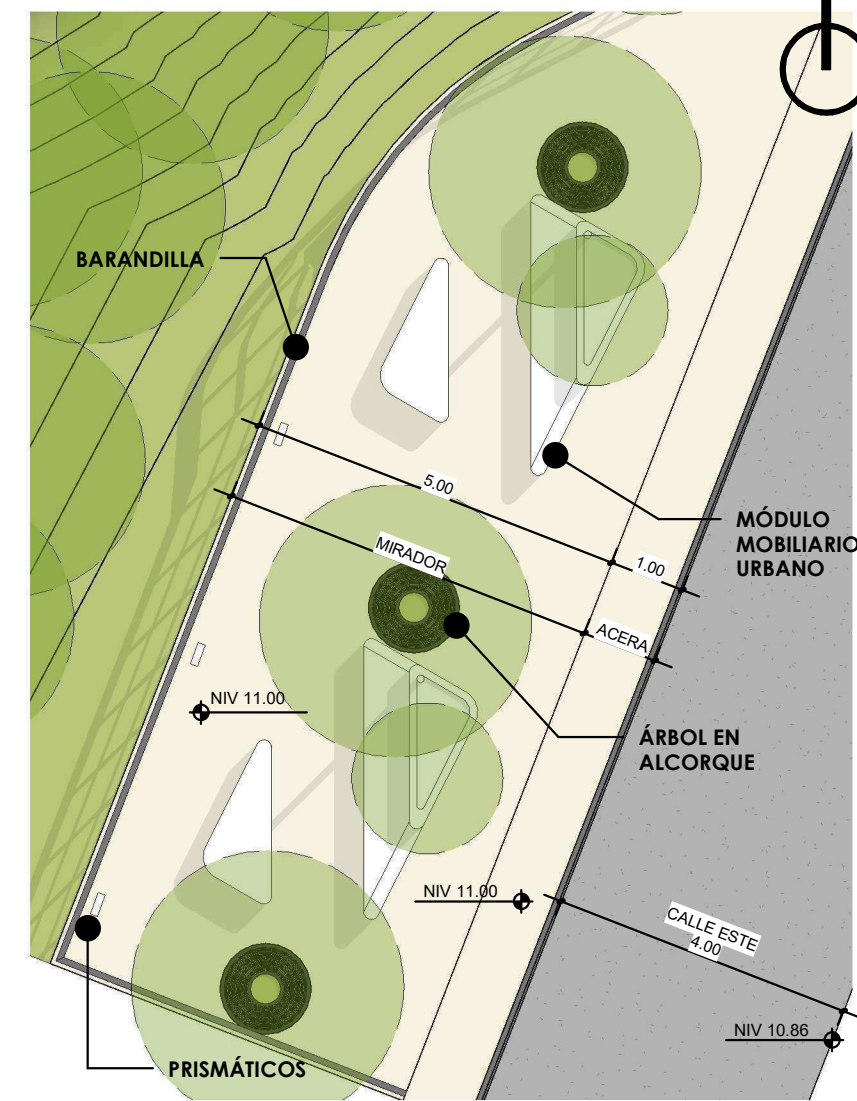 BARANDILLA
5.00
1.00
MÓDULO
MOBILIARIO
URBANO
MIRADOR
ACERA
NIV 11.00
ÁRBOL EN
ALCORQUE
NIV 11.00
CALLE ESTE
4.00
NIV 10.86
PRISMÁTICOS